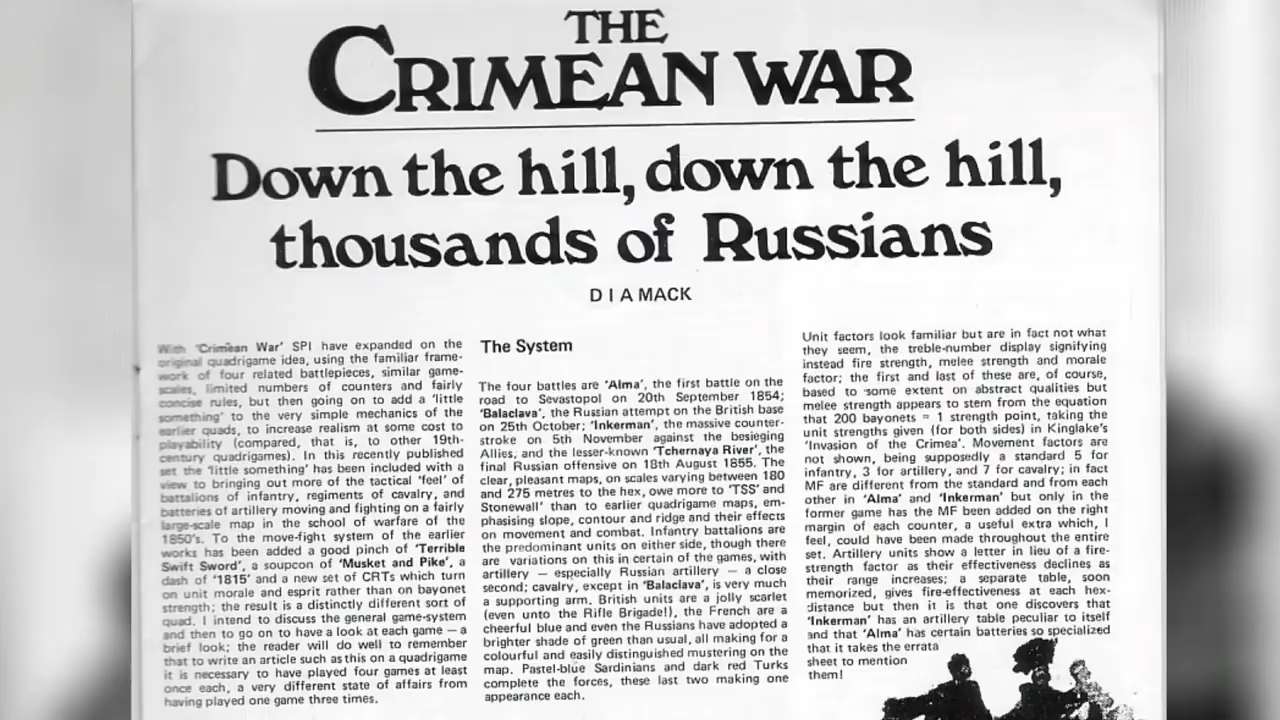 THE
CRIMEAN WAR
Down the hill, down the hill,
thousands of Russians
D I A MACK
With 'Crimean War' SPI have expanded on the
original quadrigame idea, using the familiar frame-
work of four related battlepieces, similar game-
scales, limited numbers of counters and fairly
concise rules, but then going on to add a 'little
something' to the very simple mechanics of the
earlier quads, to increase realism at some cost to
playability (compared, that is, to other 19th-
century quadrigames). In this recently published
set the 'little something' has been included with a
view to bringing out more of the tactical 'feel' of
battalions of infantry, regiments of cavalry, and
batteries of artillery moving and fighting on a fairly
large-scale map in the school of warfare of the
1850's. To the move-fight system of the earlier
works has been added a good pinch of 'Terrible
Swift Sword', a soupcon of 'Musket and Pike', a
dash of '1815' and a new set of CRTs which turn
on unit morale and esprit rather than on bayonet
strength; the result is a distinctly different sort of
quad. I intend to discuss the general game-system
and then to go on to have a look at each game — a
brief look; the reader will do well to remember
that to write an article such as this on a quadrigame
it is necessary to have played four games at least
once each, a very different state of affairs from
having played one game three times.
The System
The four battles are 'Alma', the first battle on the
road to Sevastopol on 20th September 1854;
'Balaclava', the Russian attempt on the British base
on 25th October; 'Inkerman', the massive counter-
stroke on 5th November against the besieging
Allies, and the lesser-known 'Tchernaya River', the
final Russian offensive on 18th August 1855. The
clear, pleasant maps, on scales varying between 180
and 275 metres to the hex, owe more to 'TSS' and
Stonewall' than to earlier quadrigame maps, em-
phasising slope, contour and ridge and their effects
on movement and combat. Infantry battalions are
the predominant units on either side, though there
are variations on this in certain of the games, with
artillery — especially Russian artillery — a close
second; cavalry, except in 'Balaclava', is very much
a supporting arm. British units are a jolly scarlet
(even unto the Rifle Brigade!), the French are a
cheerful blue and even the Russians have adopted a
brighter shade of green than usual, all making for a
colourful and easily distinguished mustering on the
map. Pastel-blue Sardinians and dark red Turks
complete the forces, these last two making one
appearance each.
Unit factors look familiar but are in fact not what
they seem, the treble-number display signifying
instead fire strength, melee strength and morale
factor; the first and last of these are, of course,
based to some extent on abstract qualities but
melee strength appears to stem from the equation
that 200 bayonets = 1 strength point, taking the
unit strengths given (for both sides) in Kinglake's
'Invasion of the Crimea'. Movement factors are
not shown, being supposedly a standard 5 for
infantry, 3 for artillery, and 7 for cavalry; in fact
MF are different from the standard and from each
other in 'Alma' and 'Inkerman' but only in the
former game has the MF been added on the right
margin of each counter, a useful extra which, I
feel, could have been made throughout the entire
set. Artillery units show a letter in lieu of a fire-
strength factor as their effectiveness declines as
their range increases; a separate table, soon
memorized, gives fire-effectiveness at each hex-
distance but then it is that one discovers that
'Inkerman' has an artillery table peculiar to itself
and that 'Alma' has certain batteries so specialized
that it takes the errata
sheet to mention
them!